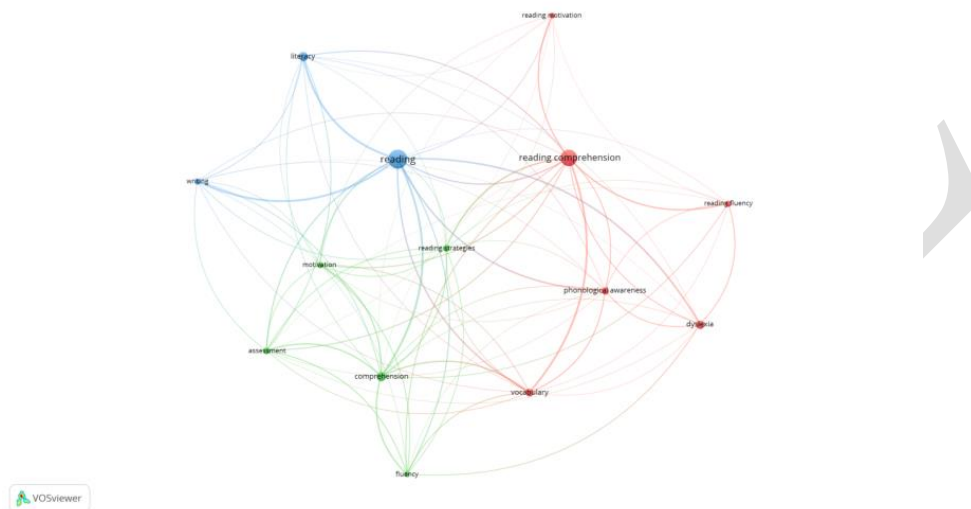 reading motivation
literacy
reading
reading comprehension
writing
reading fluency
reading strategies
motivation
phonological awareness
dyslexia
assessment
comprehension
vocabulary
fluency
VOSviewer